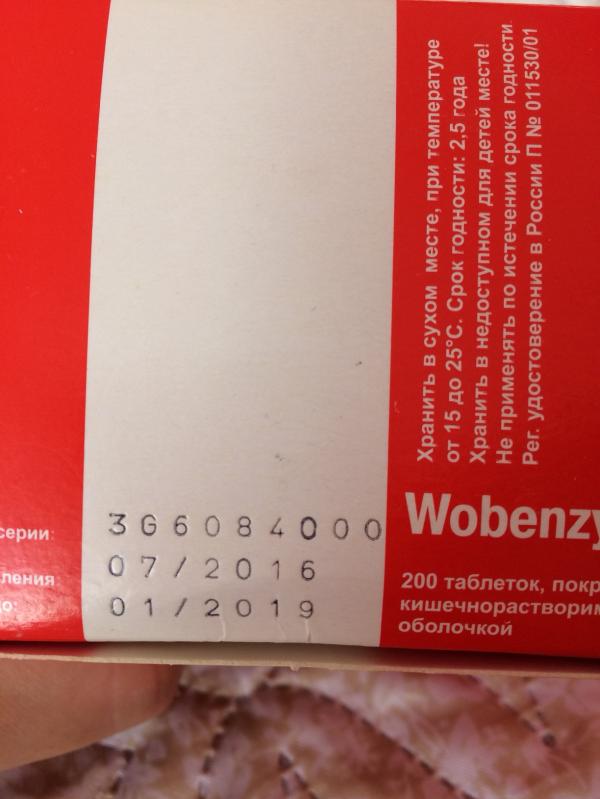 Хранить в сухом месте, при температуре
от 15 до 25°C. Срок годности: 2,5 года
Хранить в недоступном для детей месте!
Не применять по истечении срока годности.
Рег. удостоверение в России П № 011530/01
серии:
3G6084000
ления
07/2016
до:
01/2019
Wobenzy
200 таблеток, покр
кишечнорастворим
оболочкой